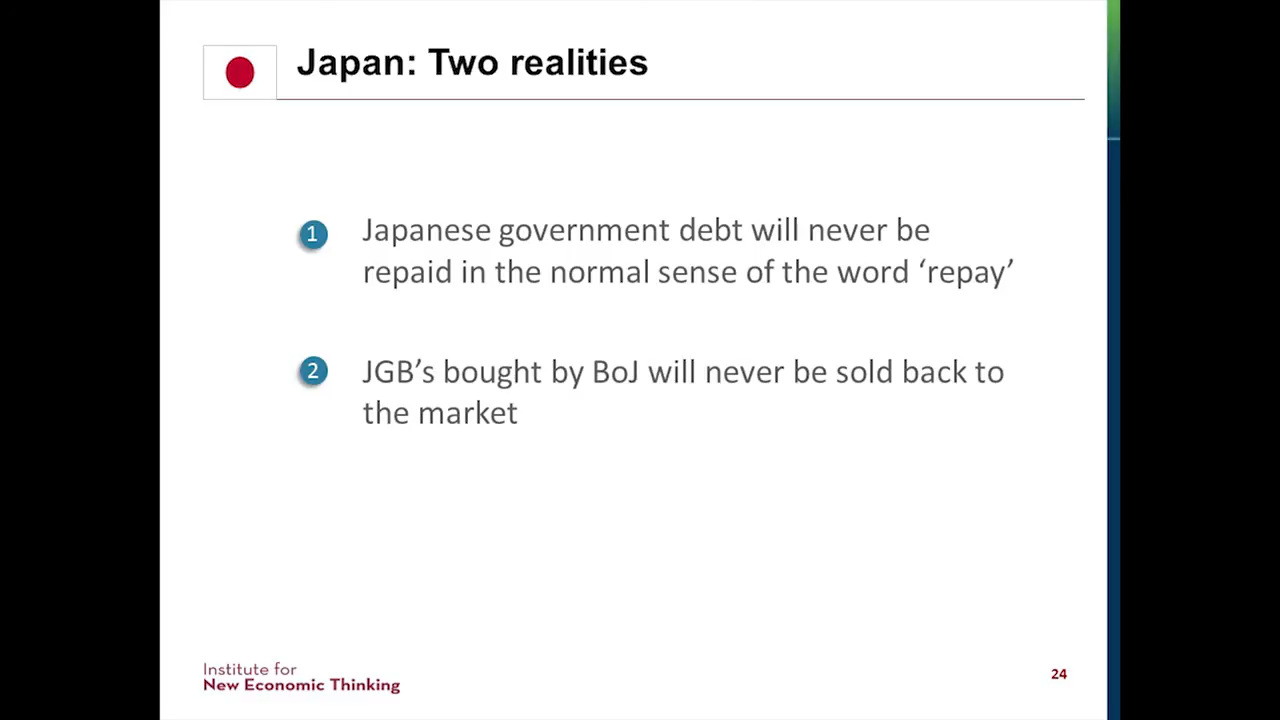 Japan: Two realities
1
Japanese government debt will never be
repaid in the normal sense of the word ‘repay’
2
JGB’s bought by BoJ will never be sold back to
the market
Institute for
New Economic Thinking
24